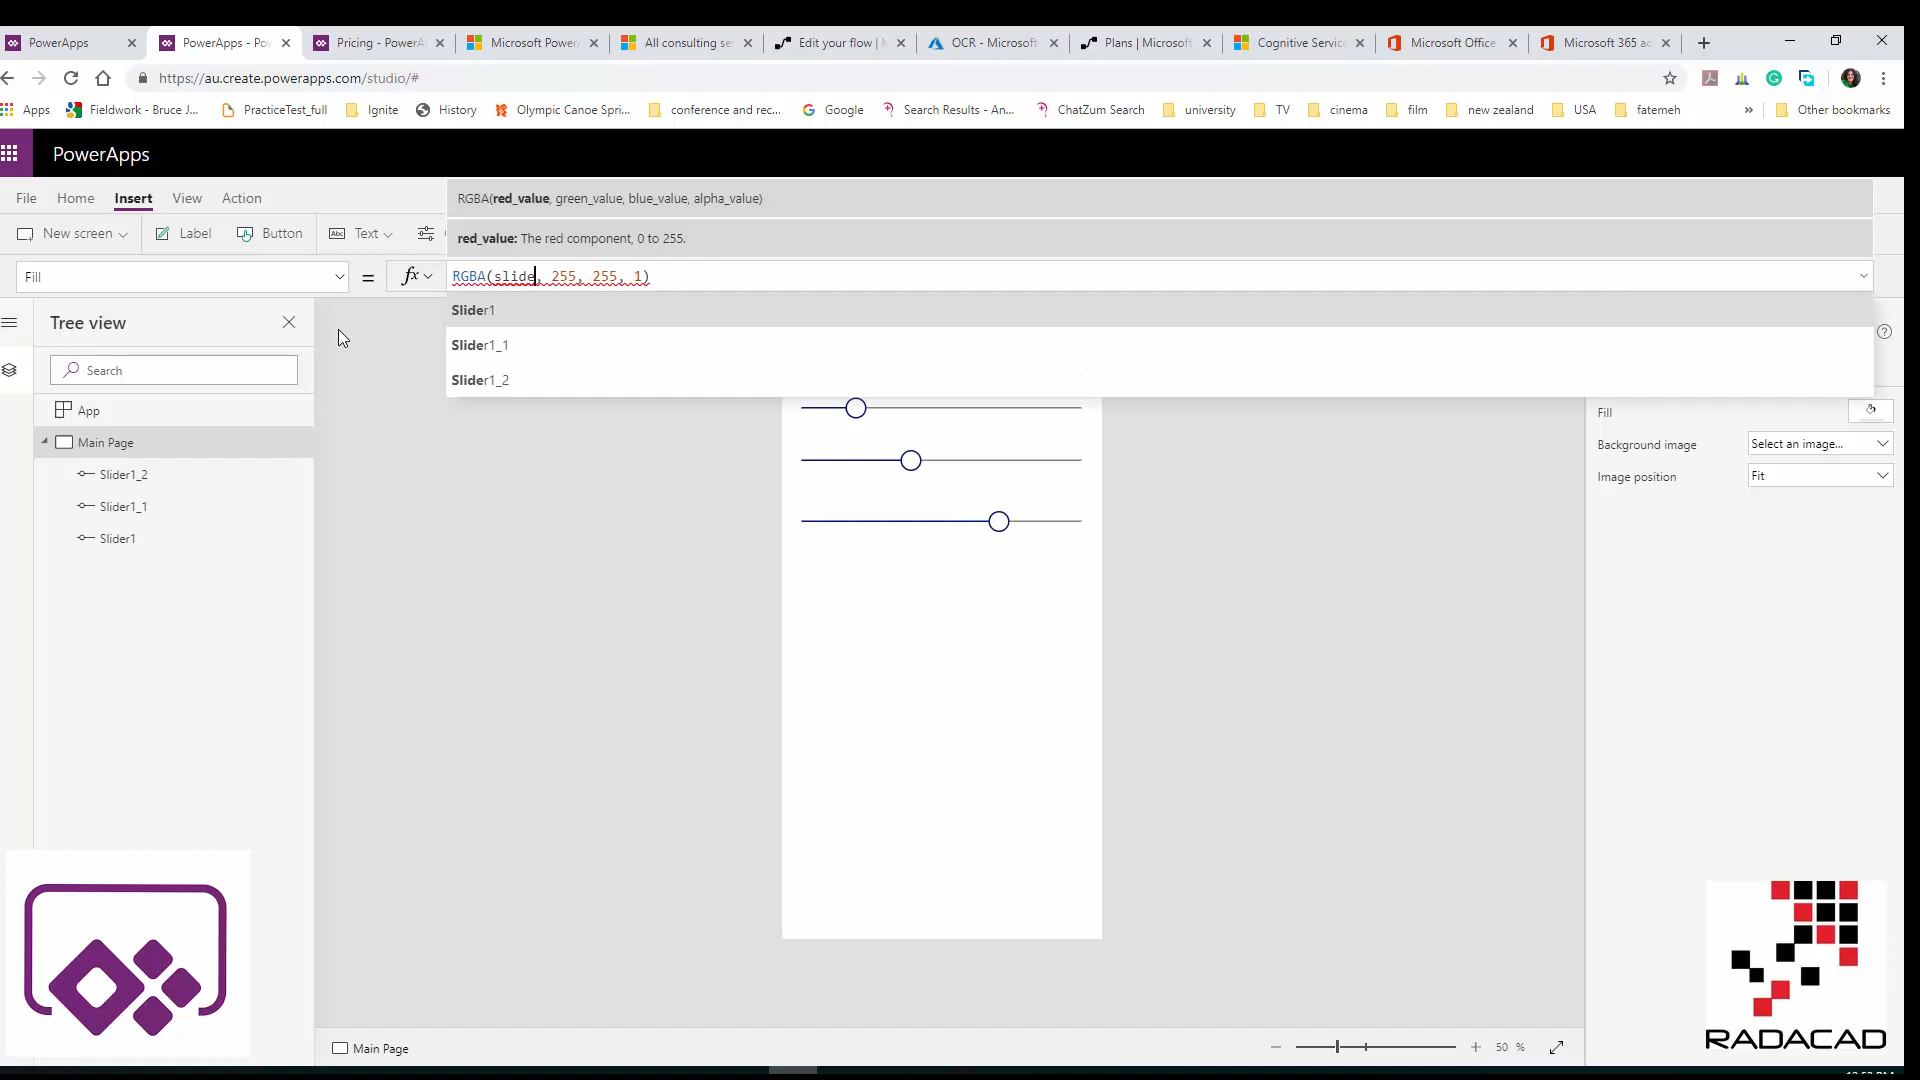 PowerApps
PowerApps - Pow
Pricing - PowerA
Microsoft Power
All consulting se
Edit your flow | M
OCR - Microsoft
Plans | Microsoft
Cognitive Service
Microsoft Office
Microsoft 365 ac
https://au.create.powerapps.com/studio/#
Apps
Fieldwork - Bruce J...
PracticeTest_full
Ignite
History
Olympic Canoe Spri...
conference and rec...
Google
Search Results - An...
ChatZum Search
university
TV
cinema
film
new zealand
USA
fatemeh
»
Other bookmarks
PowerApps
File
Home
Insert
View
Action
RGBA(red_value, green_value, blue_value, alpha_value)
New screen
Label
Button
Abc
Text
red_value: The red component, 0 to 255.
Fill
=
fx
RGBA(slide, 255, 255, 1)
Slider1
Slider1_1
Slider1_2
Tree view
Search
App
Main Page
Slider1_2
Slider1_1
Slider1
Fill
Background image
Select an image...
Image position
Fit
RADACAD
Main Page
50 %